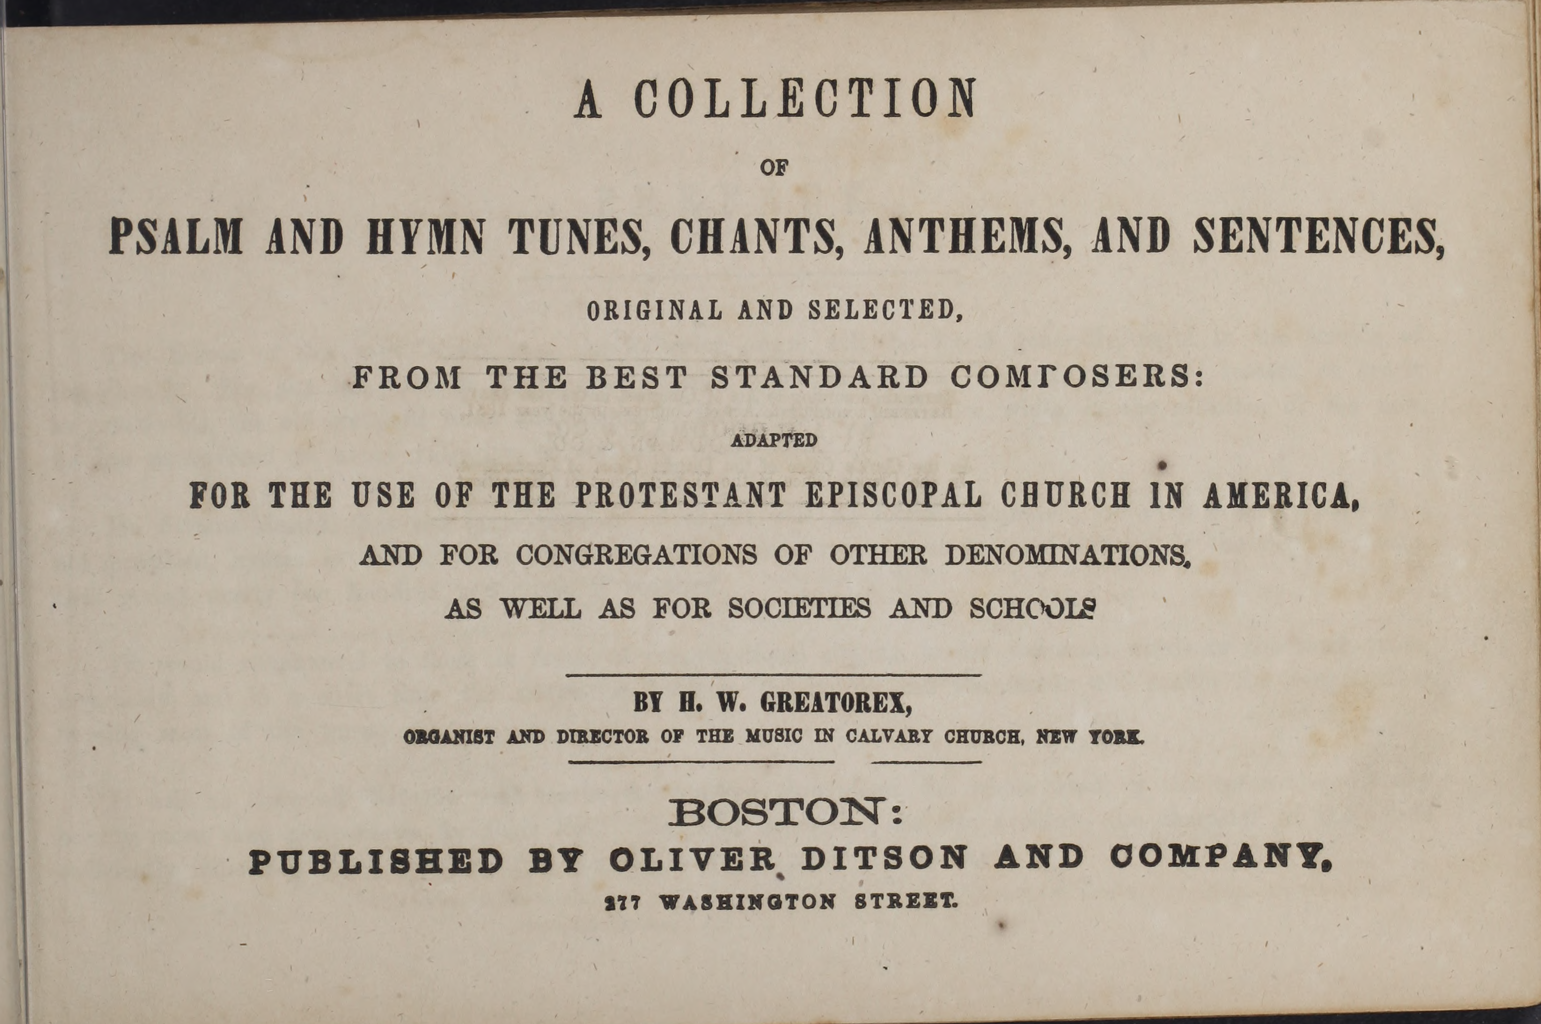 A COLLECTION
OF
PSALM AND HYMN TUNES, CHANTS, ANTHEMS, AND SENTENCES,
ORIGINAL AND SELECTED,
FROM THE BEST STANDARD COMPOSERS:
ADAPTED
FOR THE USE OF THE PROTESTANT EPISCOPAL CHURCH IN AMERICA,
AND FOR CONGREGATIONS OF OTHER DENOMINATIONS,
AS WELL AS FOR SOCIETIES AND SCHOOLS
BY H. W. GREATOREX,
ORGANIST AND DIRECTOR OF THE MUSIC IN CALVARY CHURCH, NEW YORK.
BOSTON:
PUBLISHED BY OLIVER DITSON AND COMPANY,
277 WASHINGTON STREET.